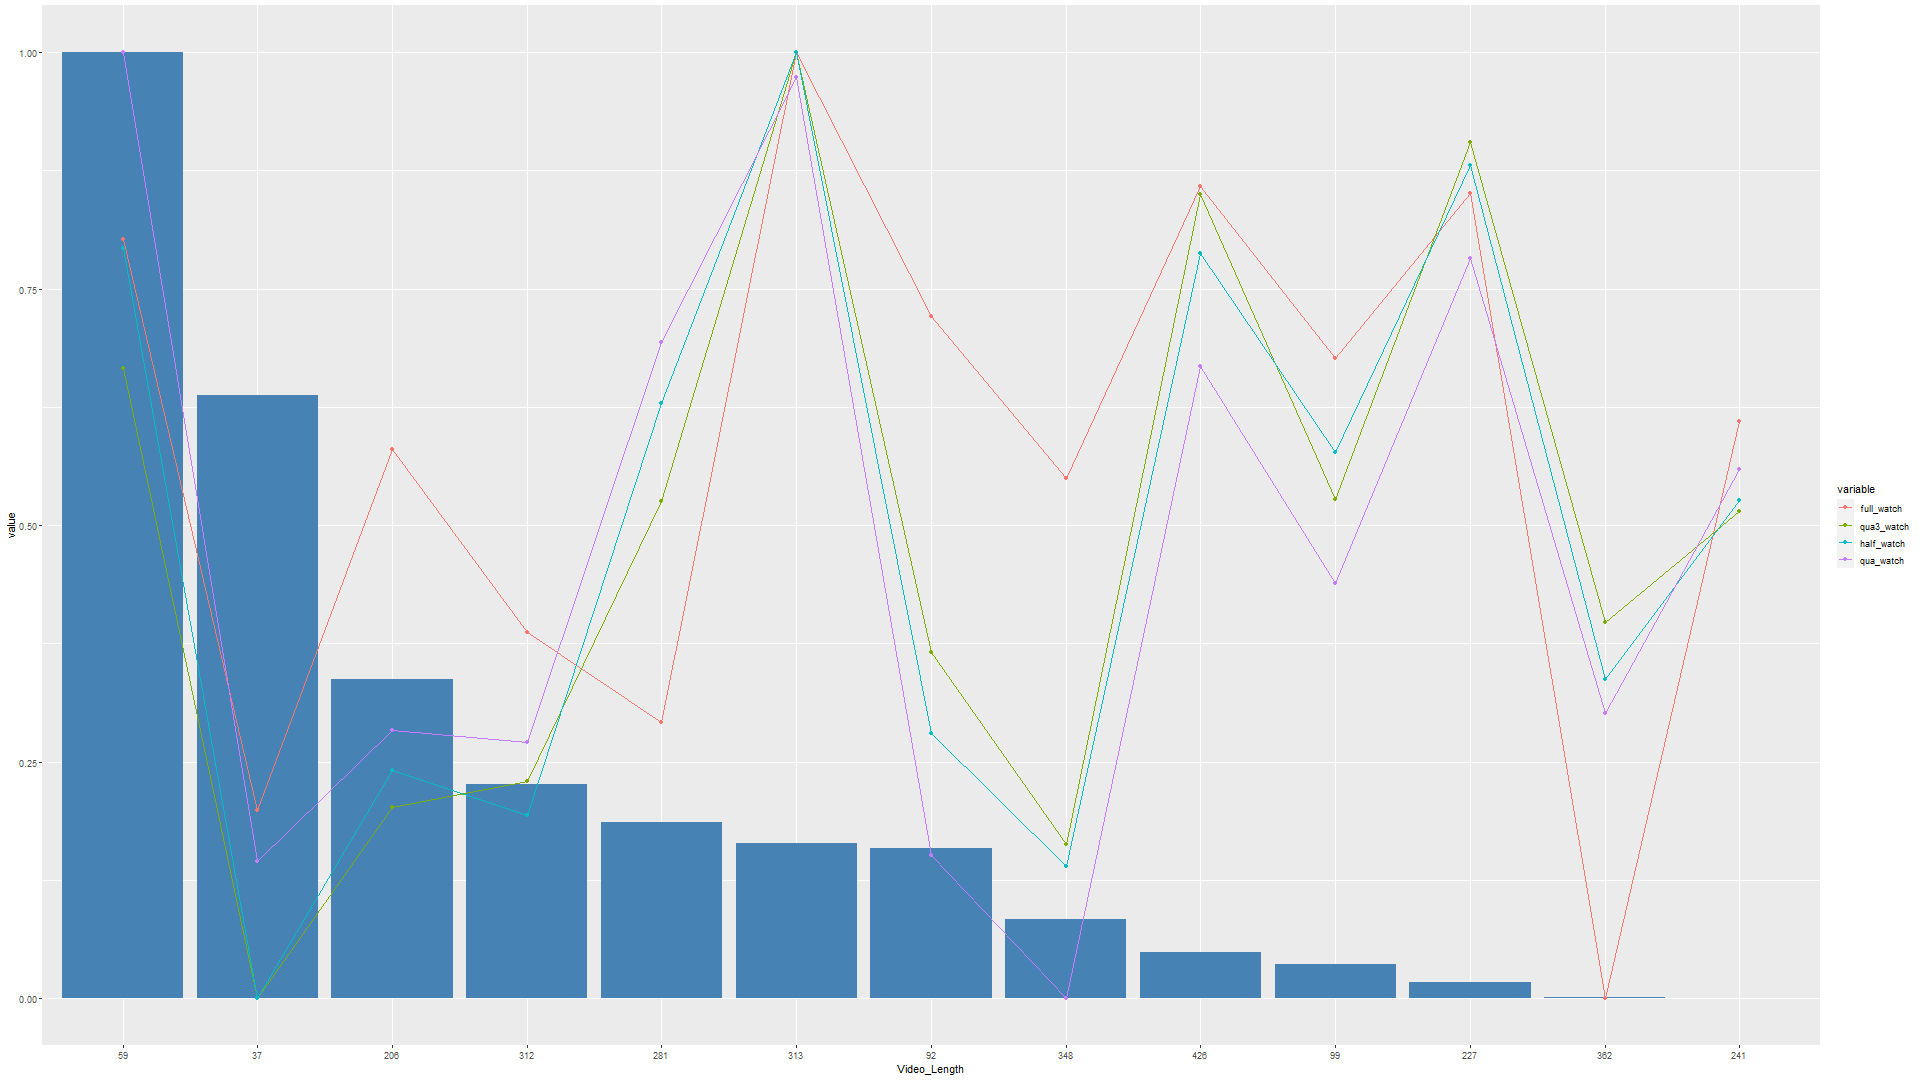 1.00
0.75
0.50
0.25
0.00
value
59 37 206 312 281 313 92 348 426 99 227 362 241
Video_Length
variable
full_watch
qua3_watch
half_watch
qua_watch